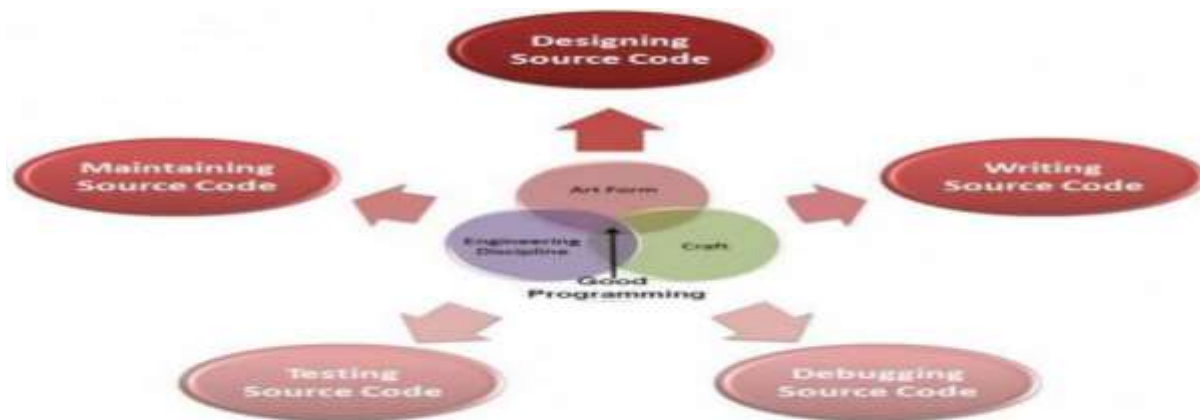 Designing
Source Code
Maintaining
Source Code
Writing
Source Code
Art Form
Engineering
Discipline
Craft
Good
Programming
Testing
Source Code
Debugging
Source Code